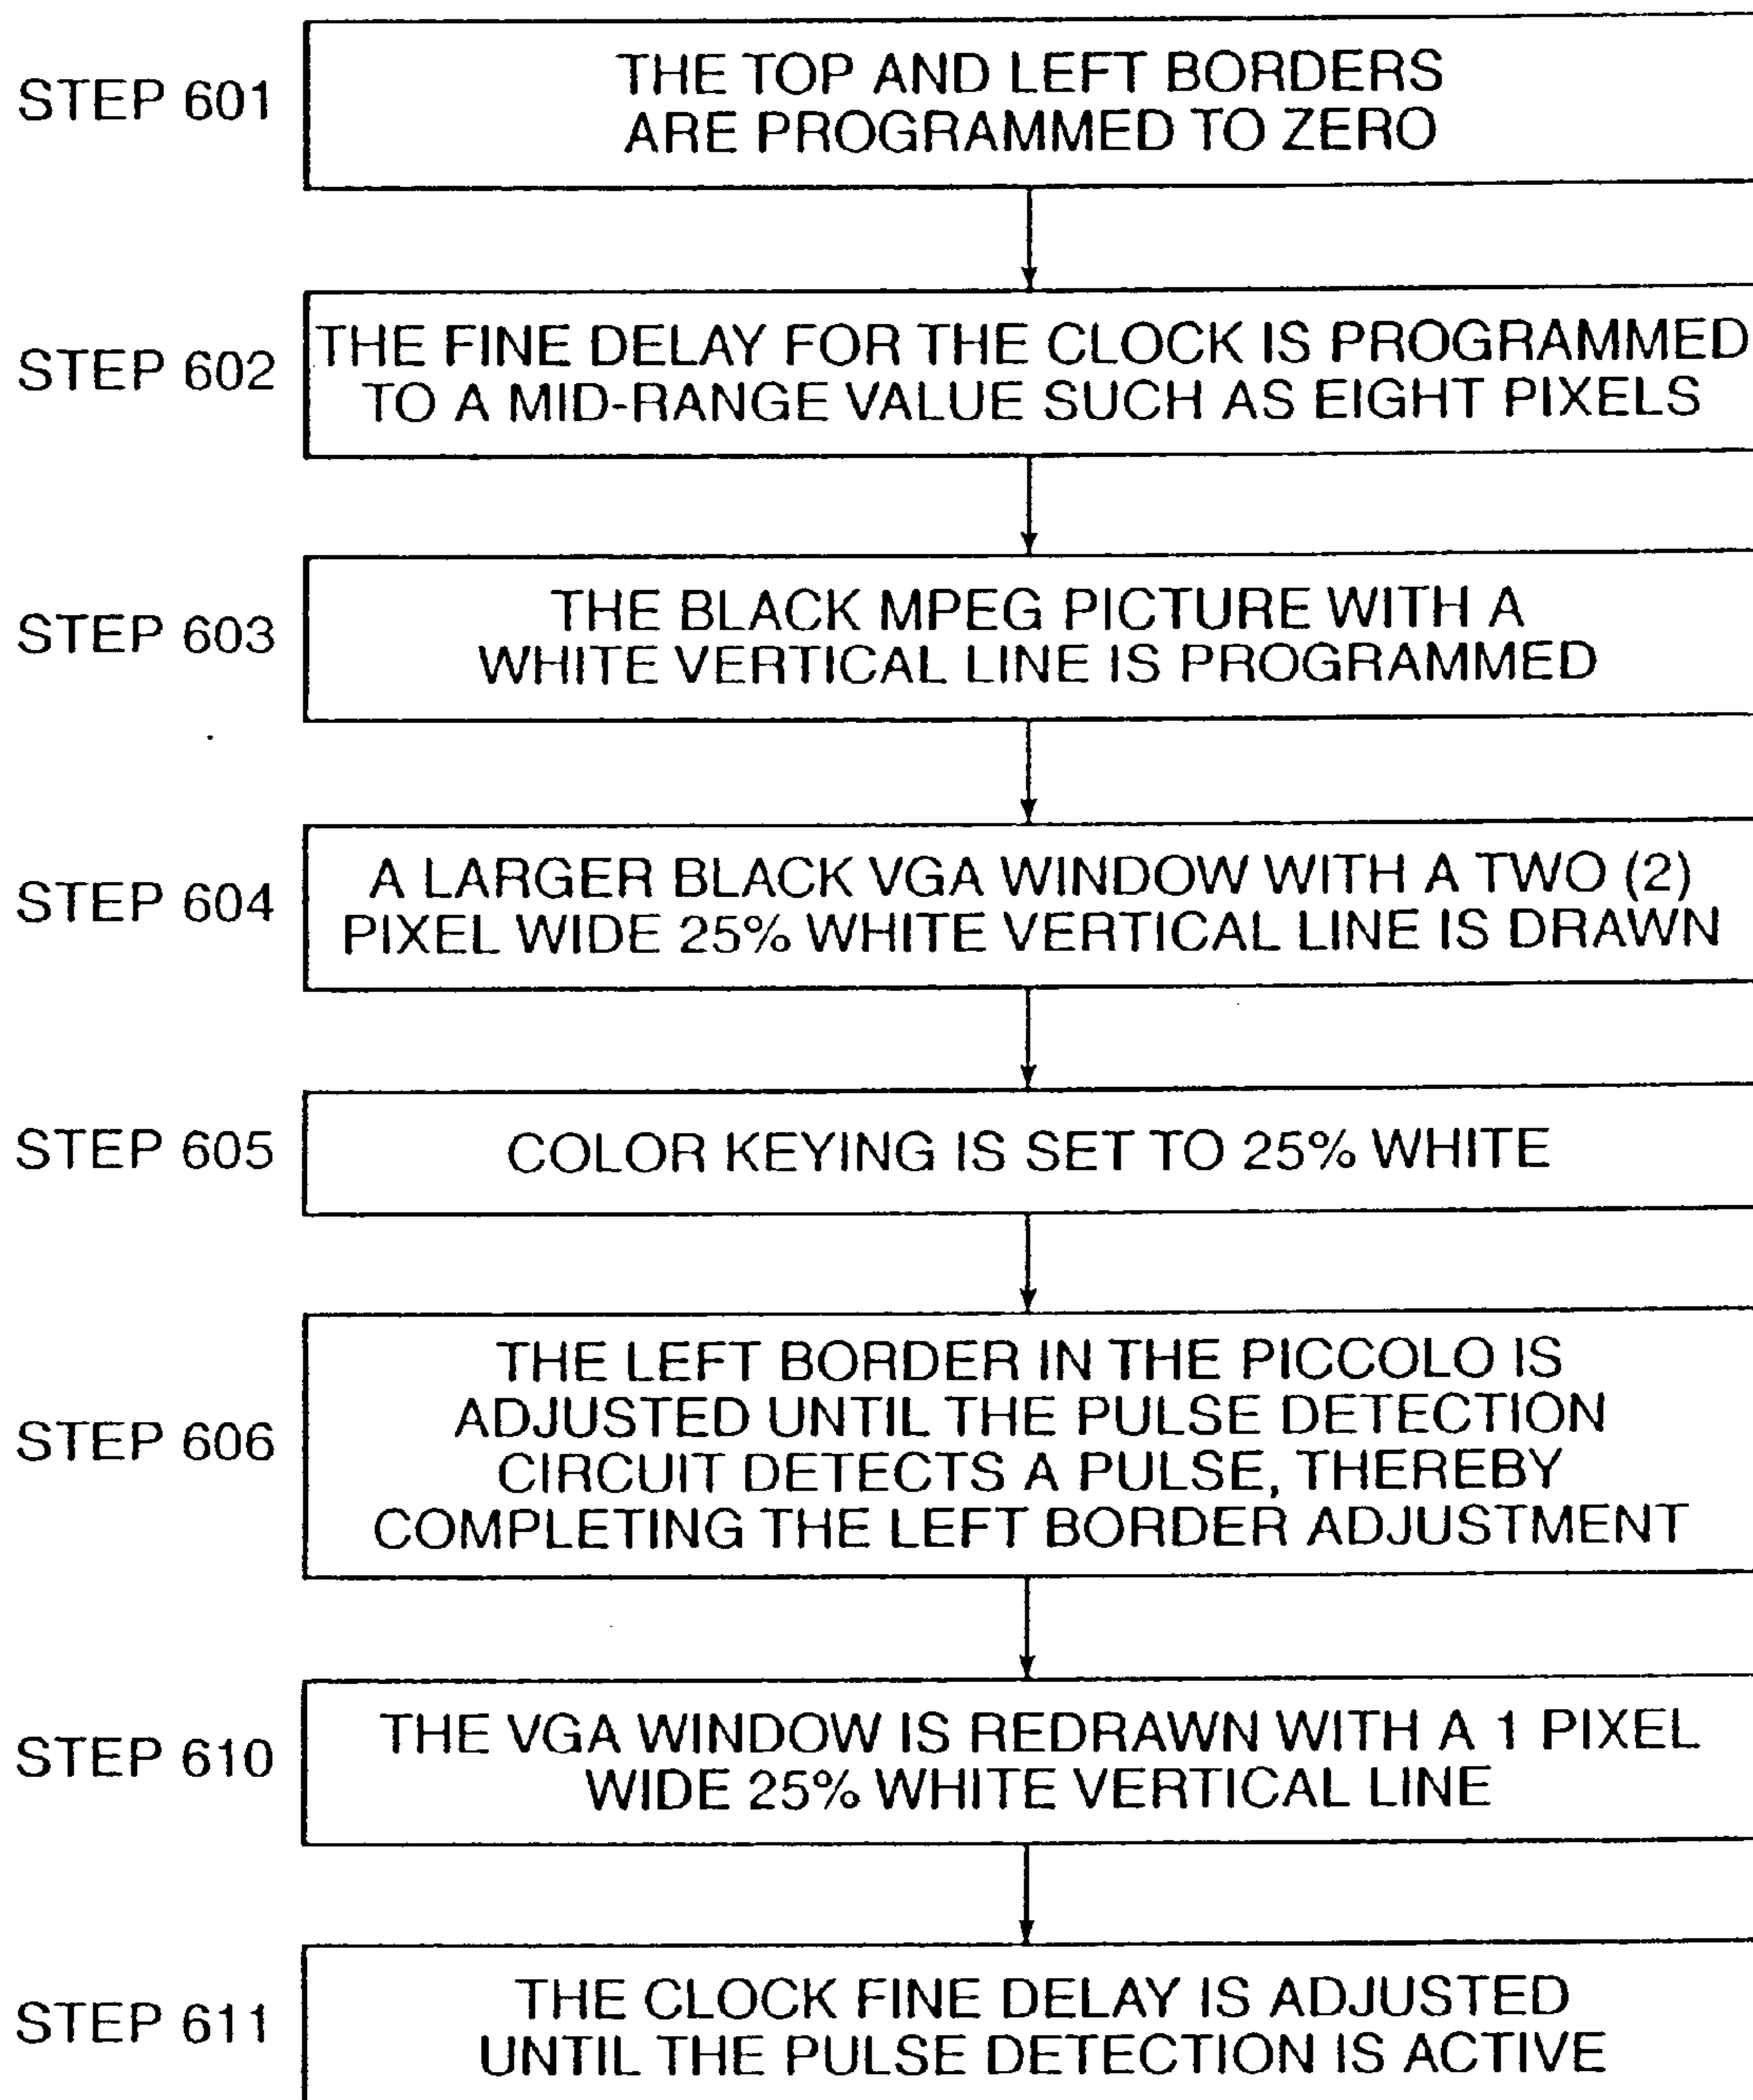 STEP 601
THE TOP AND LEFT BORDERS
ARE PROGRAMMED TO ZERO
STEP 602
THE FINE DELAY FOR THE CLOCK IS PROGRAMMED
TO A MID-RANGE VALUE SUCH AS EIGHT PIXELS
STEP 603
THE BLACK MPEG PICTURE WITH A
WHITE VERTICAL LINE IS PROGRAMMED
STEP 604
A LARGER BLACK VGA WINDOW WITH A TWO (2)
PIXEL WIDE 25% WHITE VERTICAL LINE IS DRAWN
STEP 605
COLOR KEYING IS SET TO 25% WHITE
STEP 606
THE LEFT BORDER IN THE PICCOLO IS
ADJUSTED UNTIL THE PULSE DETECTION
CIRCUIT DETECTS A PULSE, THEREBY
COMPLETING THE LEFT BORDER ADJUSTMENT
STEP 610
THE VGA WINDOW IS REDRAWN WITH A 1 PIXEL
WIDE 25% WHITE VERTICAL LINE
STEP 611
THE CLOCK FINE DELAY IS ADJUSTED
UNTIL THE PULSE DETECTION IS ACTIVE